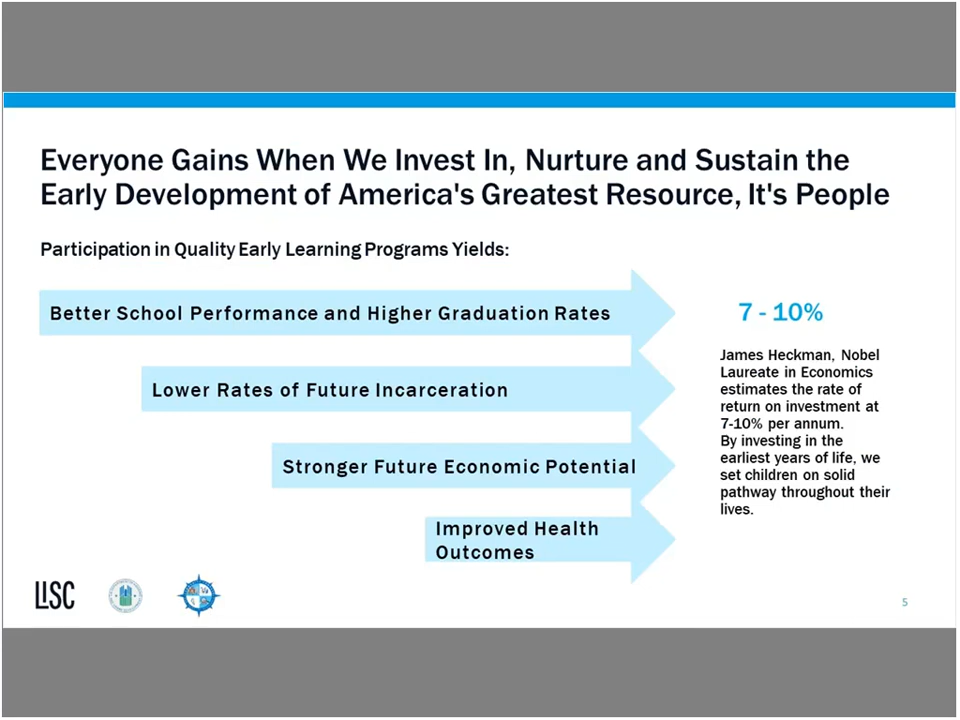 Everyone Gains When We Invest In, Nurture and Sustain the
Early Development of America's Greatest Resource, It's People
Participation in Quality Early Learning Programs Yields:
Better School Performance and Higher Graduation Rates
Lower Rates of Future Incarceration
Stronger Future Economic Potential
Improved Health
Outcomes
7 - 10%
James Heckman, Nobel
Laureate in Economics
estimates the rate of
return on investment at
7-10% per annum.
By investing in the
earliest years of life, we
set children on solid
pathway throughout their
lives.
LISC
5